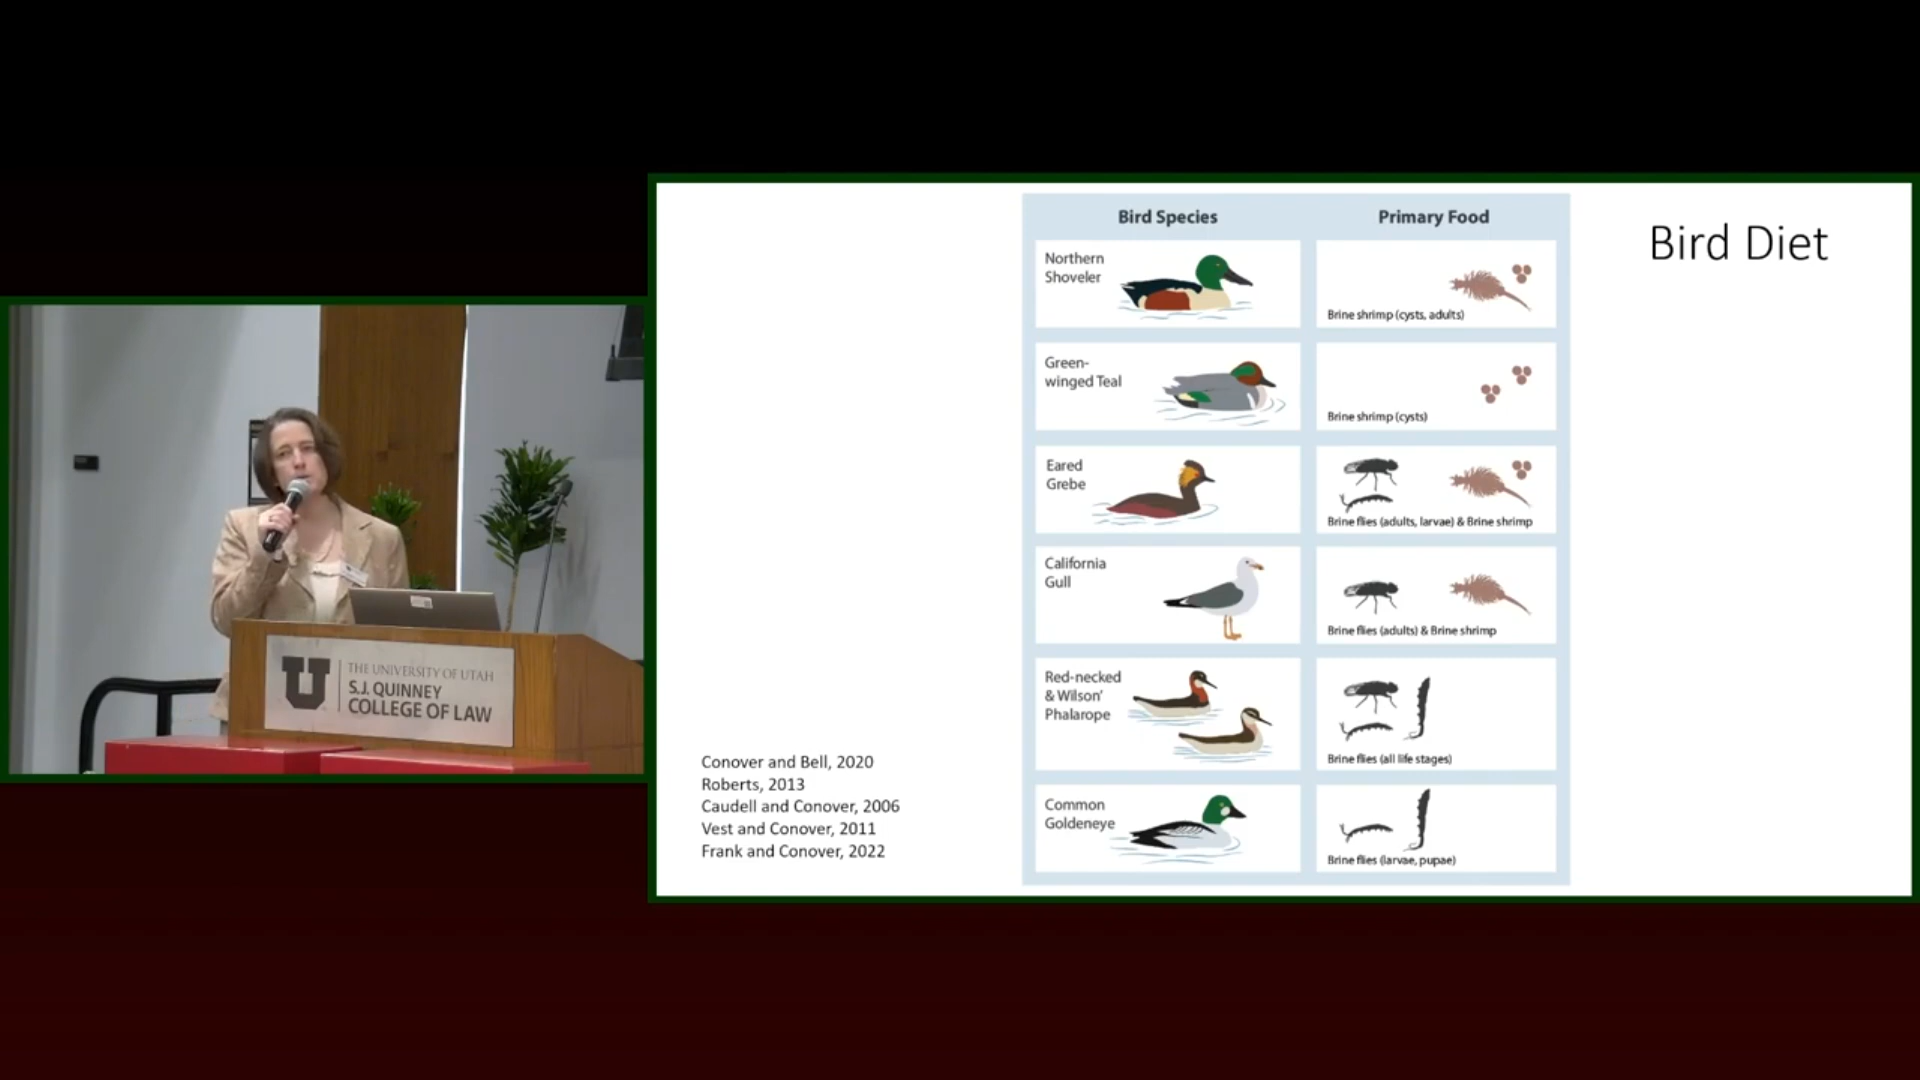 Bird Diet
Bird Species
Primary Food
Northern
Shoveler
Brine shrimp (cysts, adults)
Green-
winged Teal
Brine shrimp (cysts)
Eared
Grebe
Brine flies (adults, larvae) & Brine shrimp
California
Gull
Brine flies (adults) & Brine shrimp
Red-necked
& Wilson'
Phalarope
Brine flies (all life stages)
Common
Goldeneye
Brine flies (larvae, pupae)
Conover and Bell, 2020
Roberts, 2013
Caudell and Conover, 2006
Vest and Conover, 2011
Frank and Conover, 2022
U
THE UNIVERSITY OF UTAH
S.J. QUINNEY
COLLEGE OF LAW